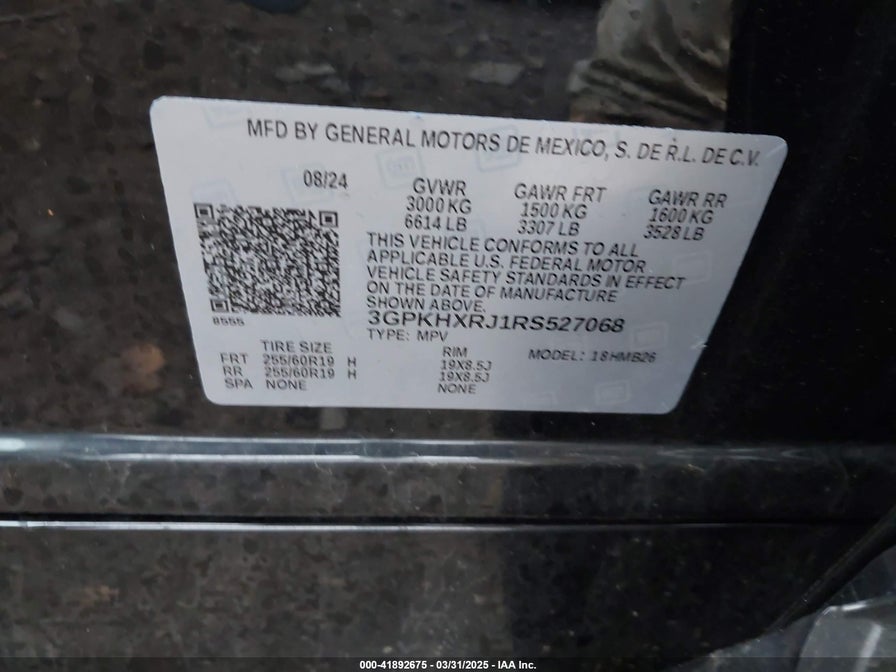 MFD BY GENERAL MOTORS DE MEXICO, S. DE R.L. DE C.V.
08/24
GVWR GAWR FRT GAWR RR
3000 KG 1500 KG 1600 KG
6614 LB 3307 LB 3528 LB
THIS VEHICLE CONFORMS TO ALL
APPLICABLE U.S. FEDERAL MOTOR
VEHICLE SAFETY STANDARDS IN EFFECT
ON THE DATE OF MANUFACTURE
SHOWN ABOVE.
8555
3GPKHXRJ1RS527068
TYPE: MPV
MODEL: 18HMB26
TIRE SIZE RIM
FRT 255/60R19 H 19X8.5J
RR 255/60R19 H 19X8.5J
SPA NONE NONE
000-41892675 - 03/31/2025 - IAA Inc.